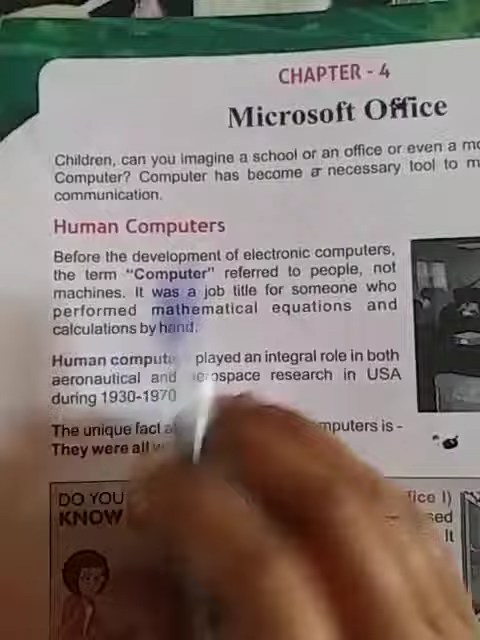 CHAPTER - 4
Microsoft Office
Children, can you imagine a school or an office or even a
Computer? Computer has become a necessary tool to
communication.
Human Computers
Before the development of electronic computers,
the term "Computer" referred to people, not
machines. It was a job title for someone who
performed mathematical equations and
calculations by hand.
Human played an integral role in both
aeronautical and aerospace research in USA
during 1930-1970
The unique fact is -
They were all
DO YOU
KNOW
It